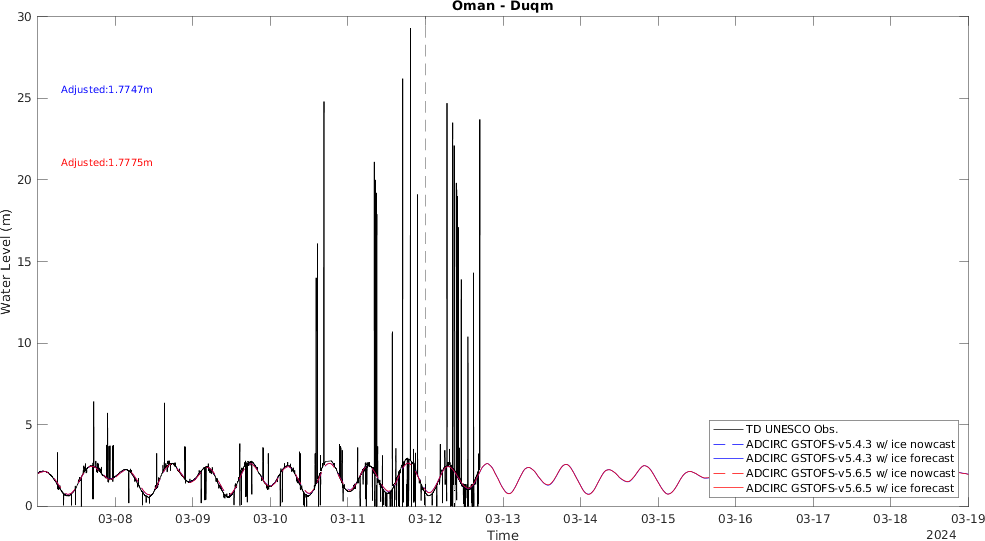 Oman - Duqm
30
25
20
15
10
5
0
Water Level (m)
Adjusted:1.7747m
Adjusted:1.7775m
TD UNESCO Obs.
ADCIRC GSTOFS-v5.4.3 w/ ice nowcast
ADCIRC GSTOFS-v5.4.3 w/ ice forecast
ADCIRC GSTOFS-v5.6.5 w/ ice nowcast
ADCIRC GSTOFS-v5.6.5 w/ ice forecast
03-08 03-09 03-10 03-11 03-12 03-13 03-14 03-15 03-16 03-17 03-18 03-19
Time
2024